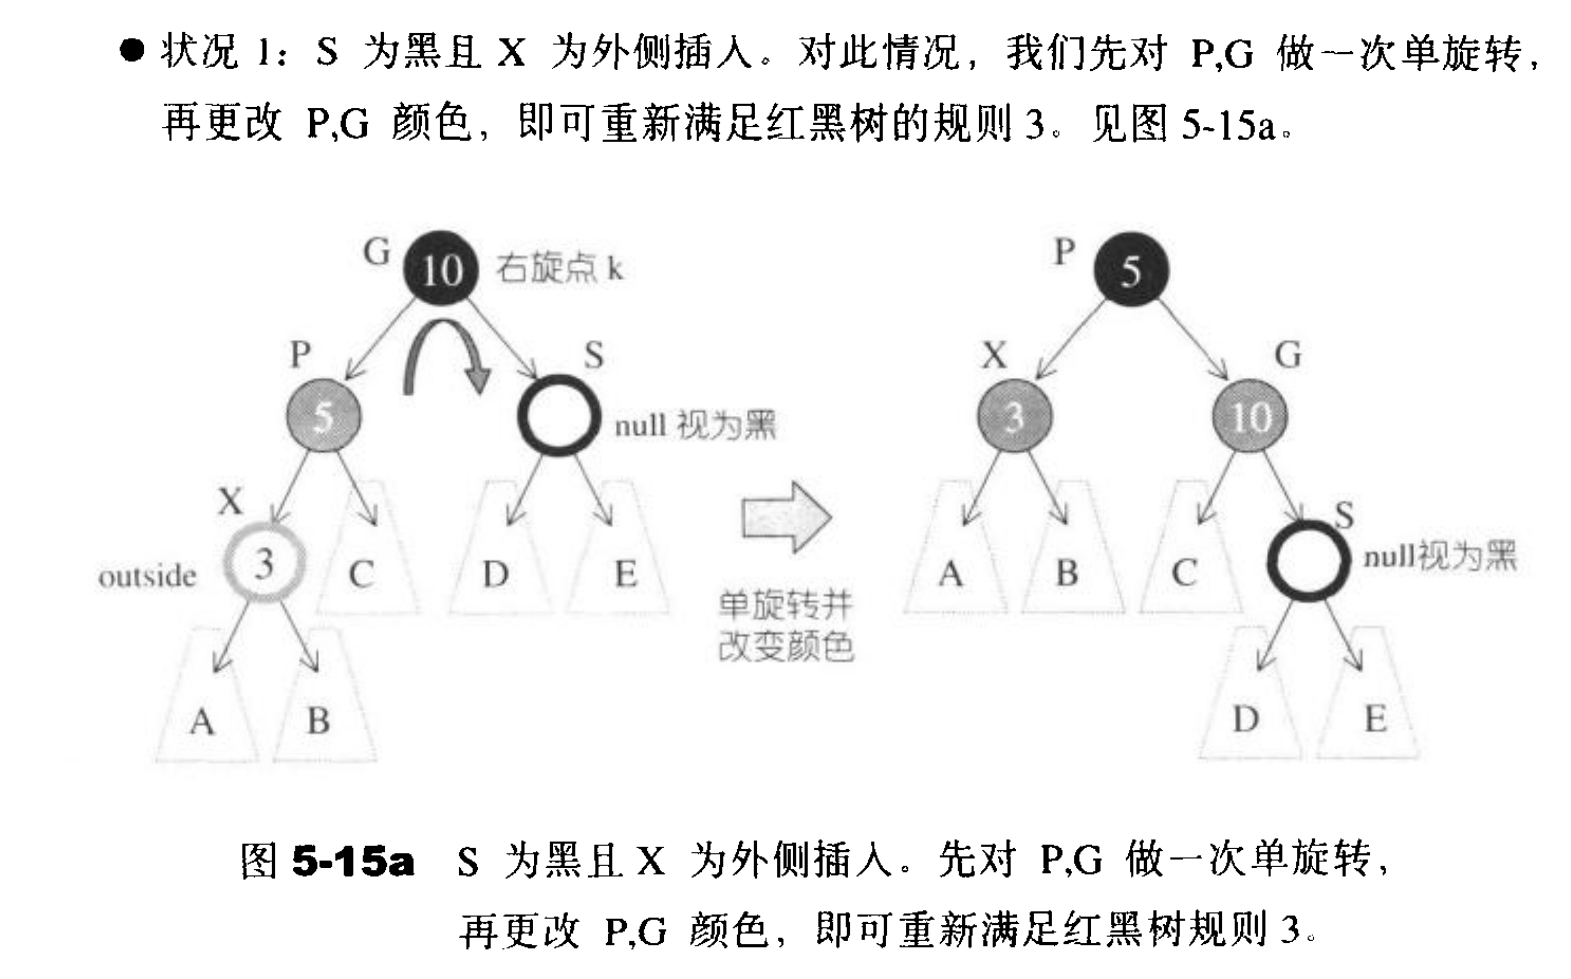 ● 状况 1：S 为黑且 X 为外侧插入。对此情况，我们先对 P,G 做一次单旋转，
再更改 P,G 颜色，即可重新满足红黑树的规则 3。见图 5-15a。
G 10 右旋点 k
P 5
P S
X G
5 null 视为黑
3 10
X
S
outside 3 C D E
A B C null视为黑
单旋转并
改变颜色
A B
D E
图 5-15a S 为黑且 X 为外侧插入。先对 P,G 做一次单旋转，
再更改 P,G 颜色，即可重新满足红黑树规则 3。